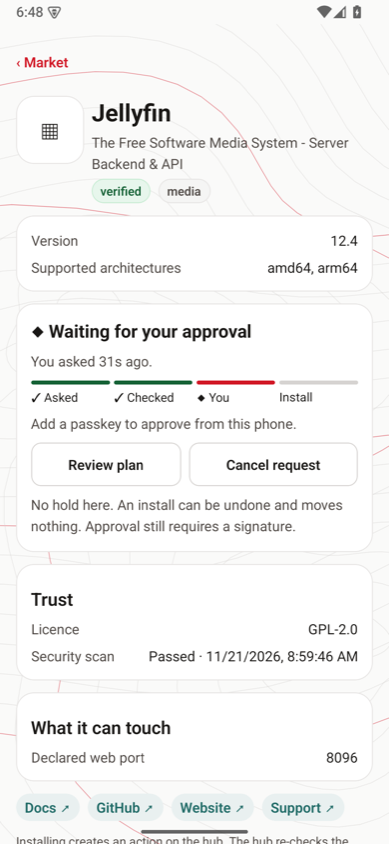 6:48
‹ Market
Jellyfin
The Free Software Media System - Server
Backend & API
verified media
Version 12.4
Supported architectures amd64, arm64
◆ Waiting for your approval
You asked 31s ago.
✓ Asked ✓ Checked ◆ You Install
Add a passkey to approve from this phone.
Review plan Cancel request
No hold here. An install can be undone and moves
nothing. Approval still requires a signature.
Trust
Licence GPL-2.0
Security scan Passed · 11/21/2026, 8:59:46 AM
What it can touch
Declared web port 8096
Docs ↗ GitHub ↗ Website ↗ Support ↗
Installing creates an action on the hub. The hub re-checks the